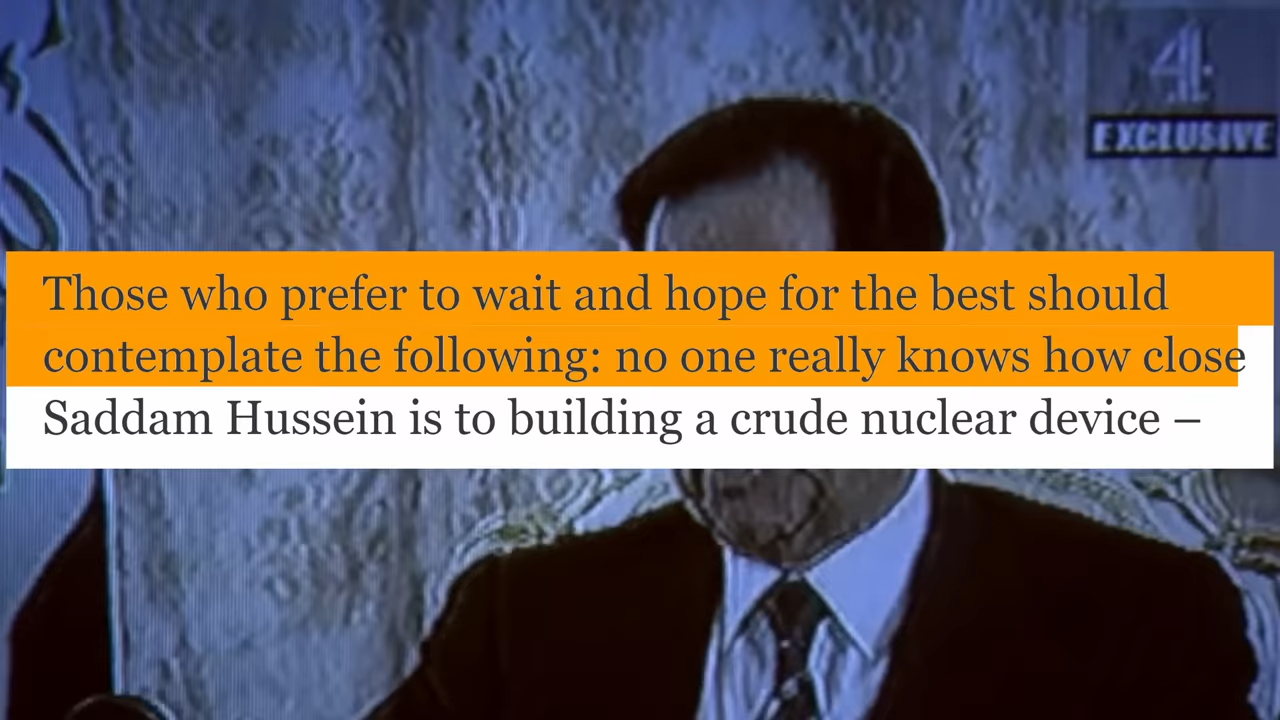 4
EXCLUSIVE
Those who prefer to wait and hope for the best should
contemplate the following: no one really knows how close
Saddam Hussein is to building a crude nuclear device –